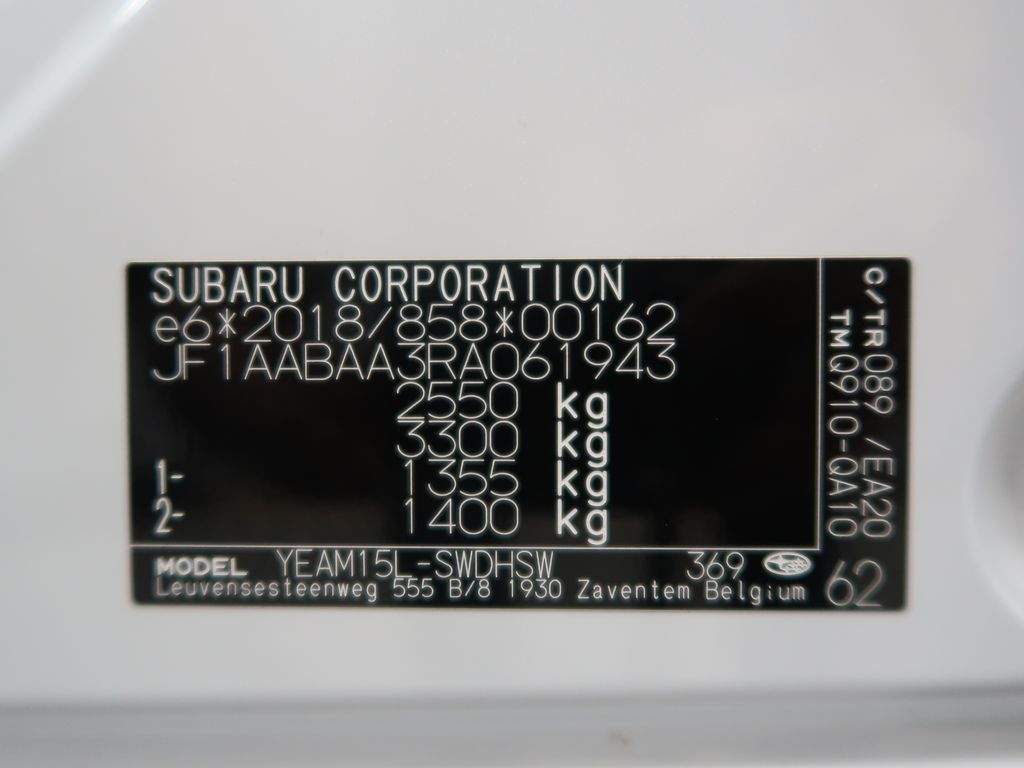 SUBARU CORPORATION
e6*2018/858*00162
JF1AABAA3RA061943
2550 kg
3300 kg
1- 1355 kg
2- 1400 kg
MODEL YEAM15L-SWDHSW 369
Leuvensesteenweg 555 B/8 1930 Zaventem Belgium
C/TR 089 /EA20
TM Q910-QA10
62